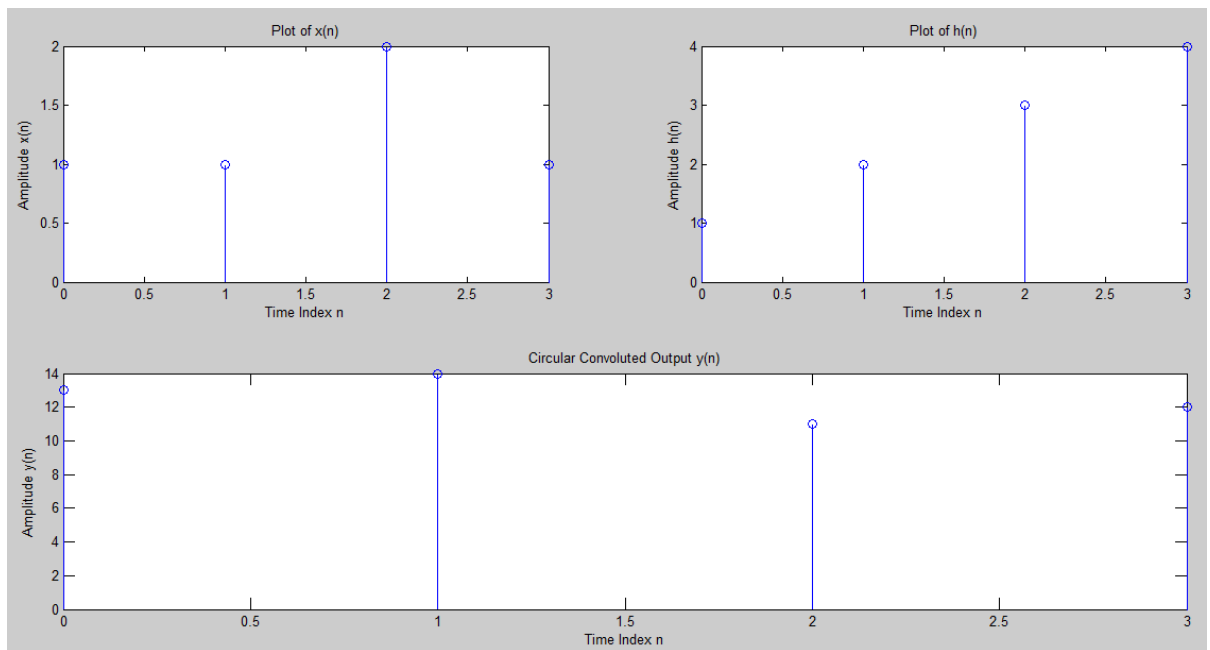 Plot of x(n)
2
1.5
1
0.5
0
Amplitude x(n)
0 0.5 1 1.5 2 2.5 3
Time Index n
Plot of h(n)
4
3
2
1
0
Amplitude h(n)
0 0.5 1 1.5 2 2.5 3
Time Index n
Circular Convoluted Output y(n)
14
12
10
8
6
4
2
0
Amplitude y(n)
0 0.5 1 1.5 2 2.5 3
Time Index n